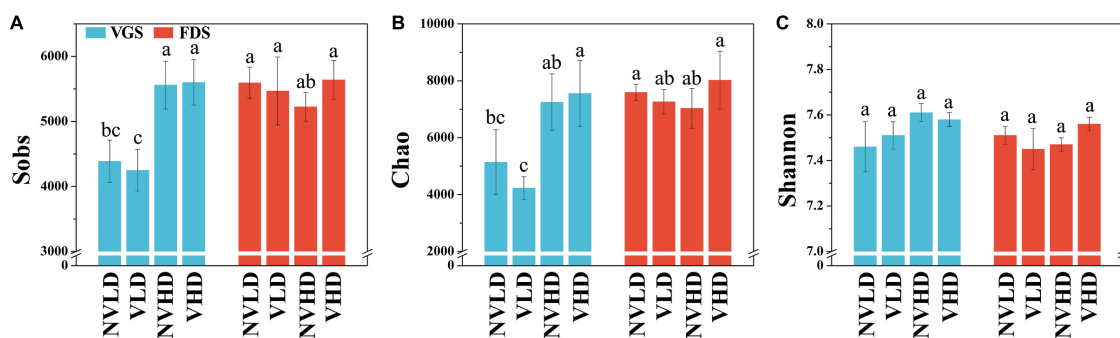 A
VGS FDS
Sobs
6000
5000
4000
3000
0
bc
c
a
a
a
a
ab
a
NVLD
VLD
NVHD
VHD
NVLD
VLD
NVHD
VHD
B
Chao
10000
8000
6000
4000
2000
0
bc
c
ab
a
a
ab
ab
a
NVLD
VLD
NVHD
VHD
NVLD
VLD
NVHD
VHD
C
Shannon
8.0
7.8
7.6
7.4
7.2
7.0
0
a
a
a
a
a
a
a
a
NVLD
VLD
NVHD
VHD
NVLD
VLD
NVHD
VHD